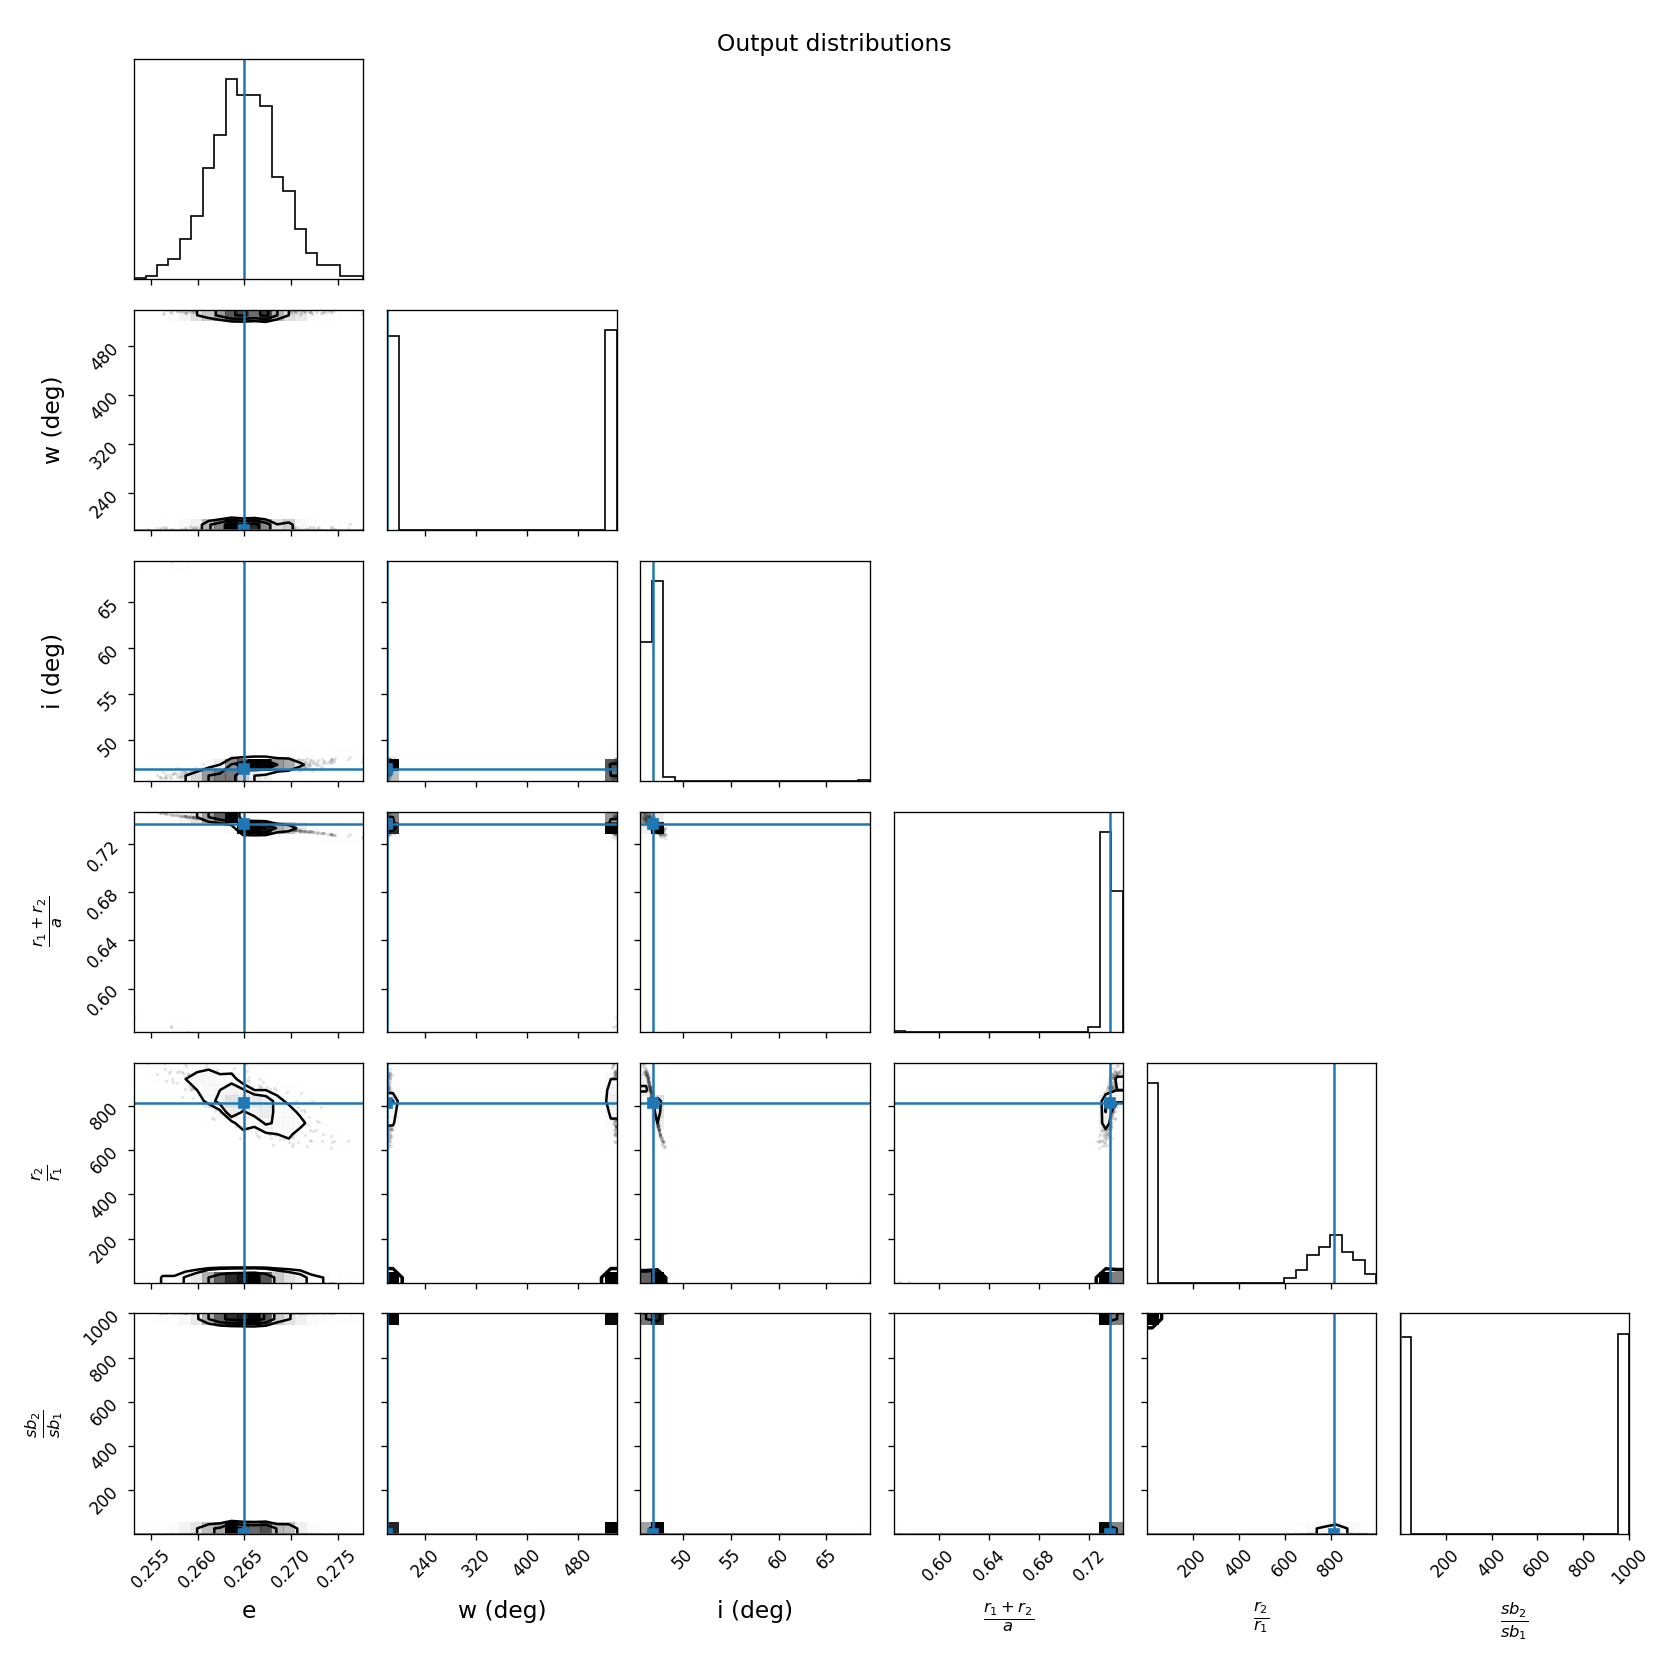 Output distributions
w (deg)
480
400
320
240
i (deg)
65
60
55
50
r₁ + r₂
a
0.72
0.68
0.64
0.60
r₂
r₁
800
600
400
200
sb₂
sb₁
1000
800
600
400
200
0.255 0.260 0.265 0.270 0.275
240 320 400 480
50 55 60 65
0.60 0.64 0.68 0.72
200 400 600 800
200 400 600 800 1000
e
w (deg)
i (deg)
r₁ + r₂
a
r₂
r₁
sb₂
sb₁